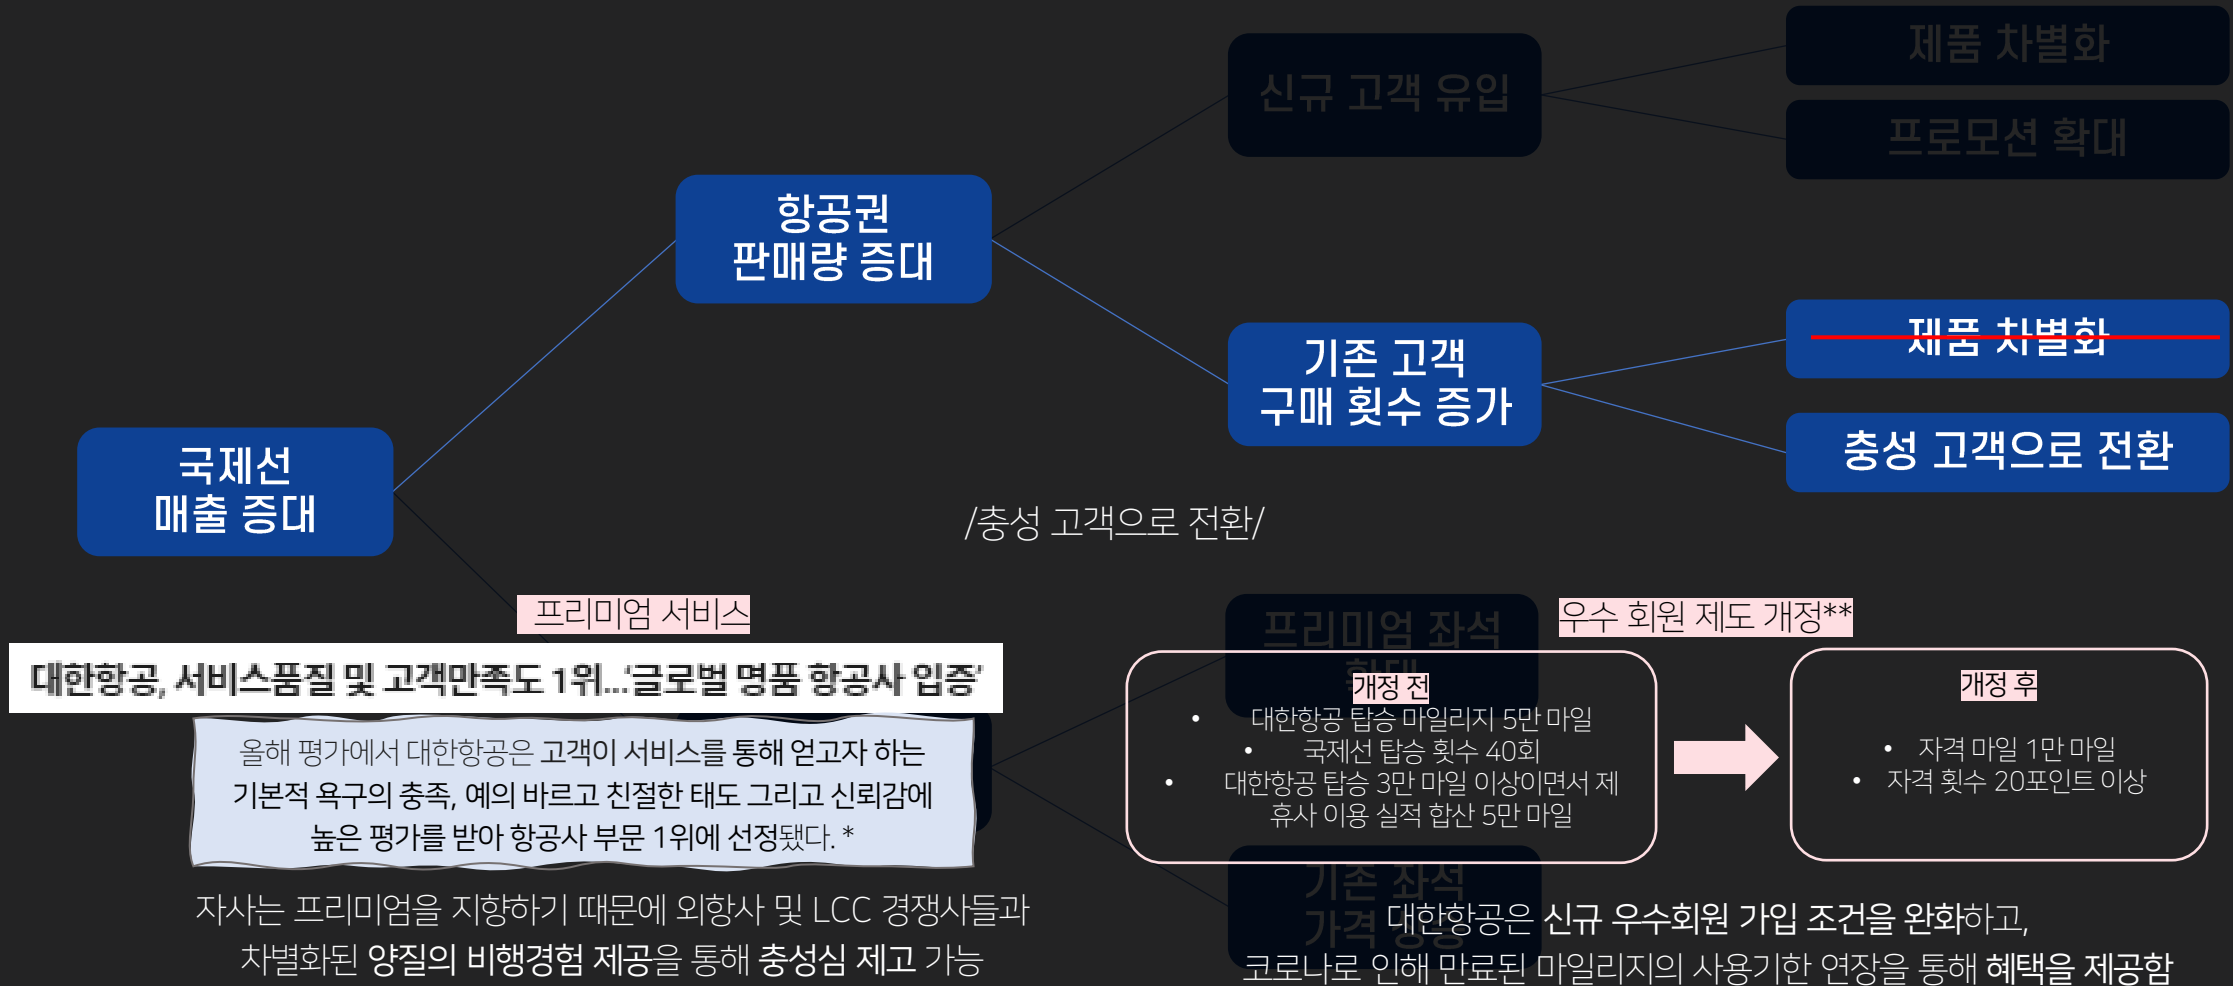 제품 차별화
신규 고객 유입
프로모션 확대
항공권
판매량 증대
제품 차별화
기존 고객
구매 횟수 증가
충성 고객으로 전환
국제선
매출 증대
/충성 고객으로 전환/
프리미엄 서비스
대한항공, 서비스품질 및 고객만족도 1위...‘글로벌 명품 항공사 입증’
올해 평가에서 대한항공은 고객이 서비스를 통해 얻고자 하는
기본적 욕구의 충족, 예의 바르고 친절한 태도 그리고 신뢰감에
높은 평가를 받아 항공사 부문 1위에 선정됐다. *
자사는 프리미엄을 지향하기 때문에 외항사 및 LCC 경쟁사들과
차별화된 양질의 비행경험 제공을 통해 충성심 제고 가능
프리미엄 좌석
확대
우수 회원 제도 개정**
개정 전
• 대한항공 탑승 마일리지 5만 마일
• 국제선 탑승 횟수 40회
• 대한항공 탑승 3만 마일 이상이면서 제
휴사 이용 실적 합산 5만 마일
개정 후
• 자격 마일 1만 마일
• 자격 횟수 20포인트 이상
기존 좌석
가격 상승
대한항공은 신규 우수회원 가입 조건을 완화하고,
코로나로 인해 만료된 마일리지의 사용기한 연장을 통해 혜택을 제공함